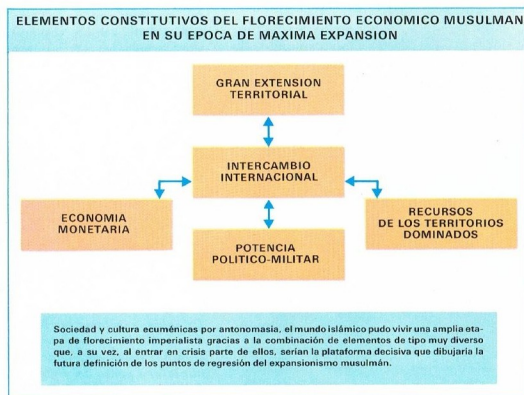 ELEMENTOS CONSTITUTIVOS DEL FLORECIMIENTO ECONOMICO MUSULMAN
EN SU EPOCA DE MAXIMA EXPANSION
GRAN EXTENSION
TERRITORIAL
INTERCAMBIO
INTERNACIONAL
ECONOMIA
MONETARIA
RECURSOS
DE LOS TERRITORIOS
DOMINADOS
POTENCIA
POLITICO-MILITAR
Sociedad y cultura ecuménicas por antonomasia, el mundo islámico pudo vivir una amplia eta-
pa de florecimiento imperialista gracias a la combinación de elementos de tipo muy diverso
que, a su vez, al entrar en crisis parte de ellos, serían la plataforma decisiva que dibujaría la
futura definición de los puntos de regresión del expansionismo musulmán.